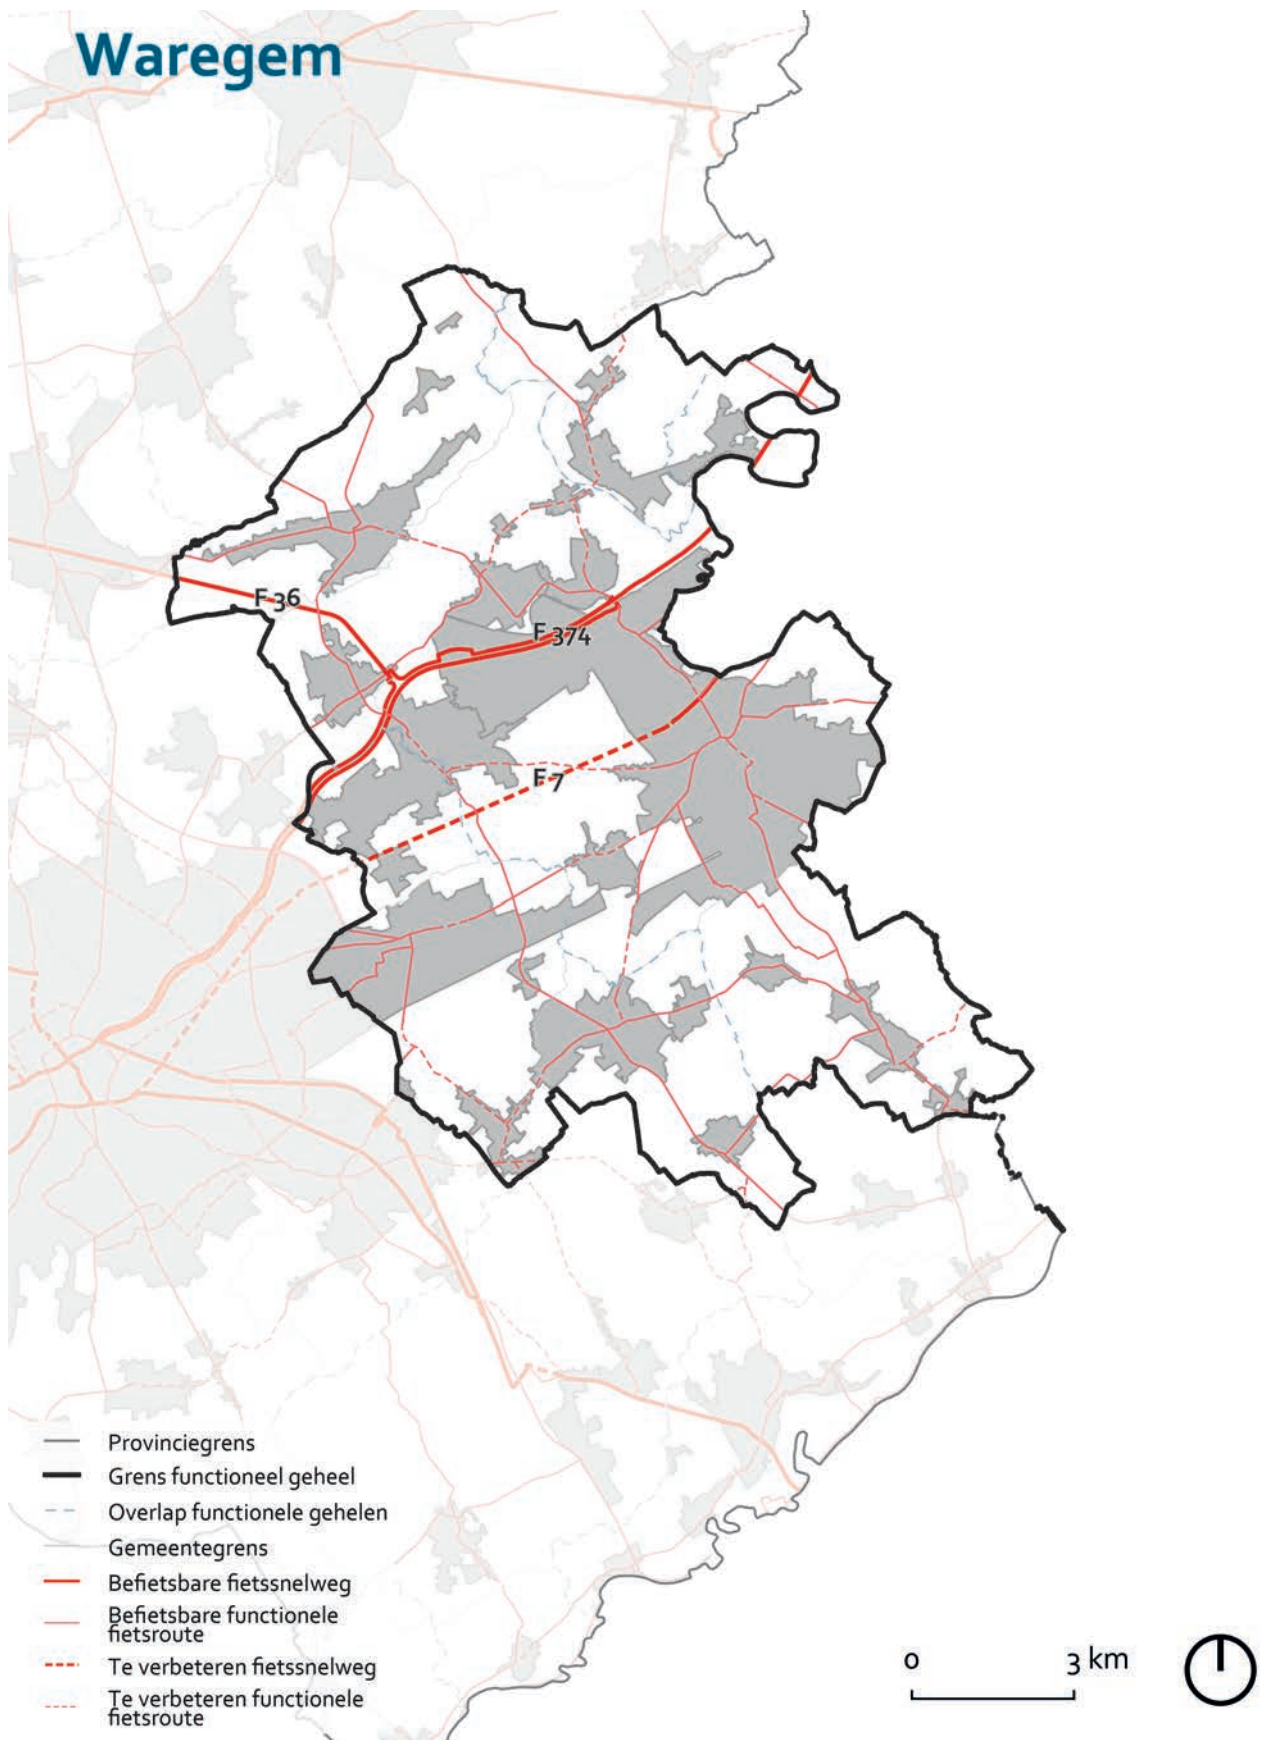 Waregem
F 36
F 374
F 7
Provinciegrens
Grens functioneel geheel
Overlap functionele gehelen
Gemeentegrens
Befietsbare fietssnelweg
Befietsbare functionele
fietsroute
Te verbeteren fietssnelweg
Te verbeteren functionele
fietsroute
0 3 km